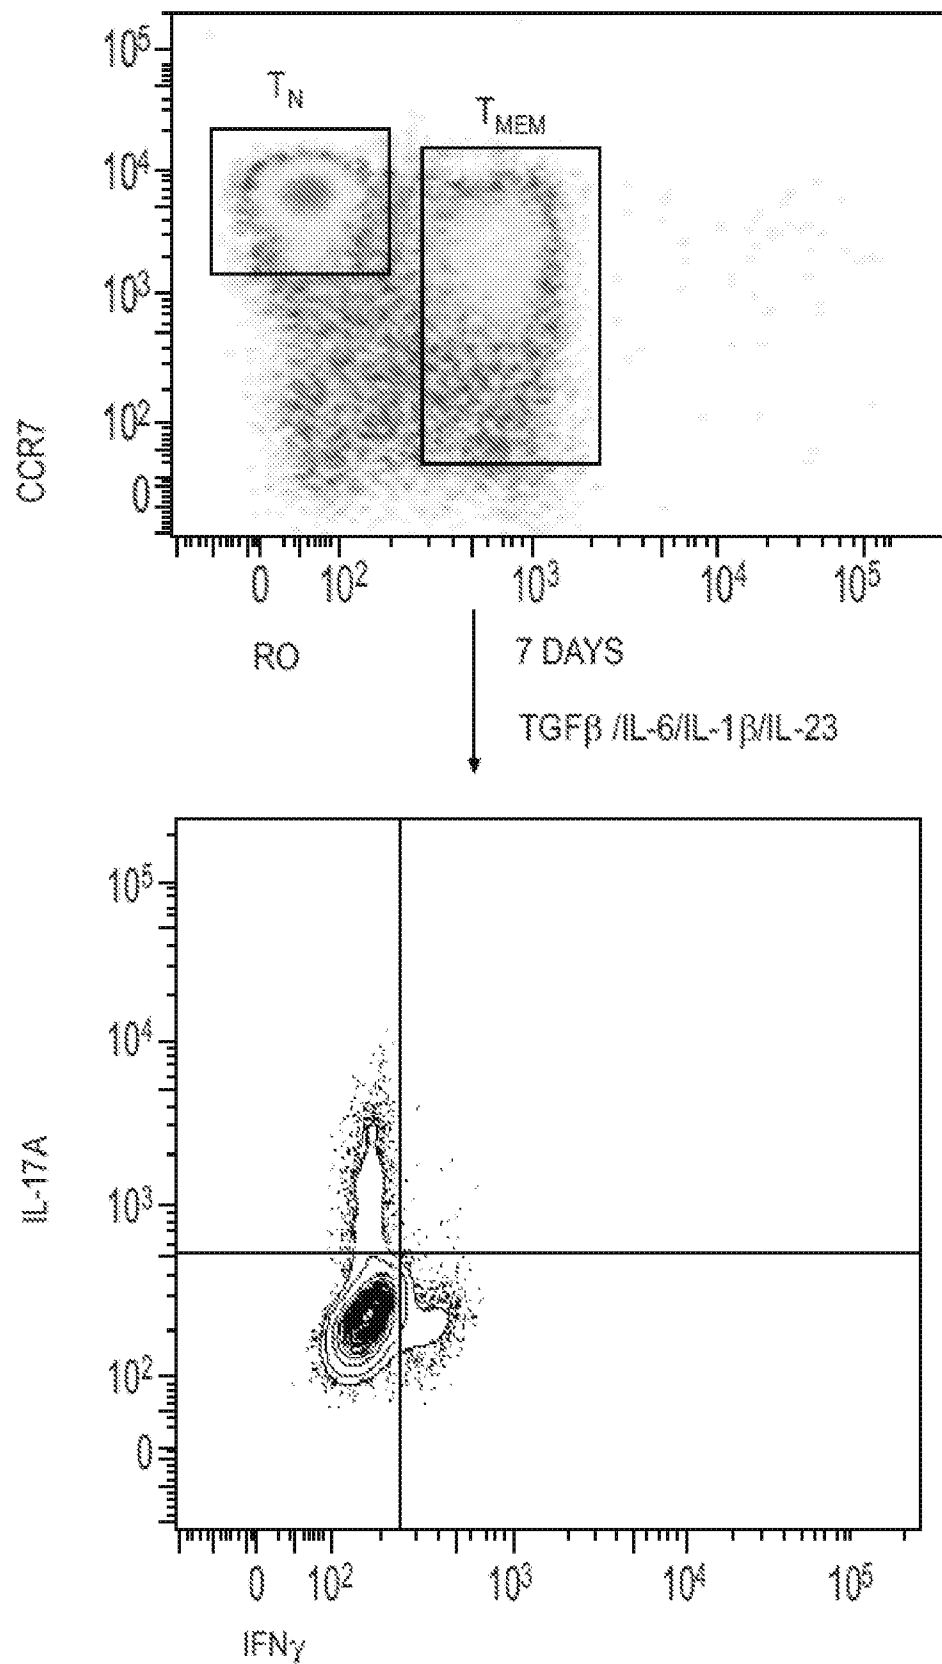 T_N
T_MEM
10^5
10^4
10^3
10^2
0
CCR7
0 10^2 10^3 10^4 10^5
RO
7 DAYS
TGFβ /IL-6/IL-1β/IL-23
10^5
10^4
10^3
10^2
0
IL-17A
0 10^2 10^3 10^4 10^5
IFNγ